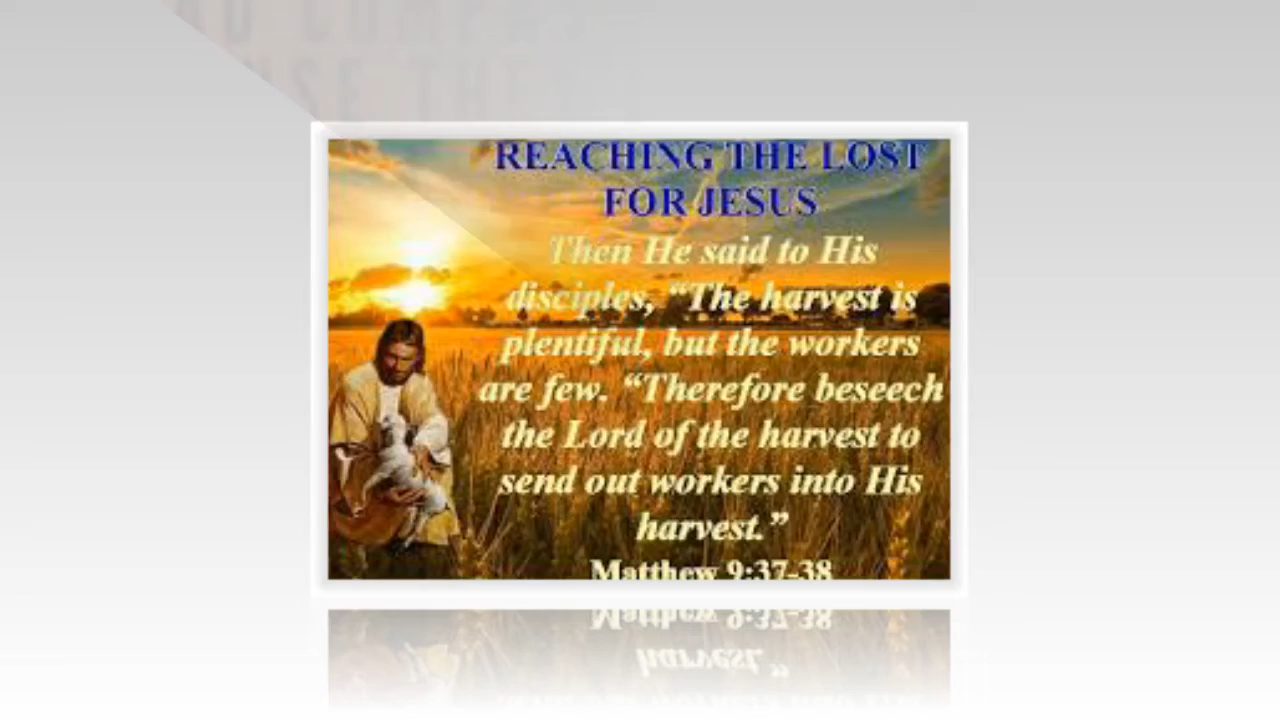 REACHING THE LOST
FOR JESUS
Then He said to His
disciples, “The harvest is
plentiful, but the workers
are few. “Therefore beseech
the Lord of the harvest to
send out workers into His
harvest.”
Matthew 9:37-38